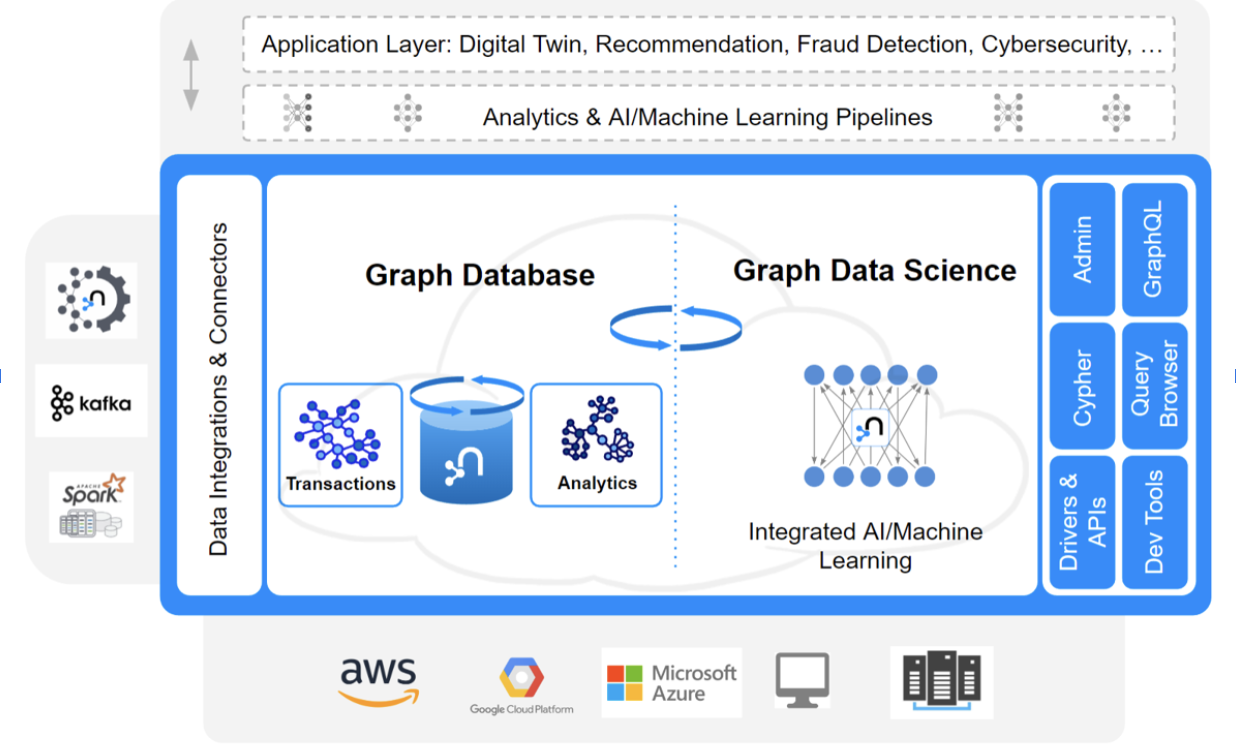 Application Layer: Digital Twin, Recommendation, Fraud Detection, Cybersecurity, …
Analytics & AI/Machine Learning Pipelines
kafka
APACHE
Spark
Data Integrations & Connectors
Graph Database
Transactions
Analytics
Graph Data Science
Integrated AI/Machine
Learning
Admin
GraphQL
Cypher
Query
Browser
Drivers &
APIs
Dev Tools
aws
Google Cloud Platform
Microsoft
Azure